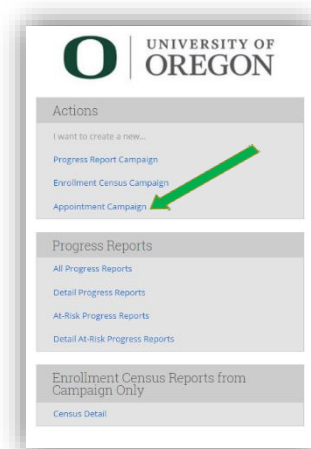 UNIVERSITY OF
OREGON
Actions
I want to create a new...
Progress Report Campaign
Enrollment Census Campaign
Appointment Campaign
Progress Reports
All Progress Reports
Detail Progress Reports
At-Risk Progress Reports
Detail At-Risk Progress Reports
Enrollment Census Reports from
Campaign Only
Census Detail